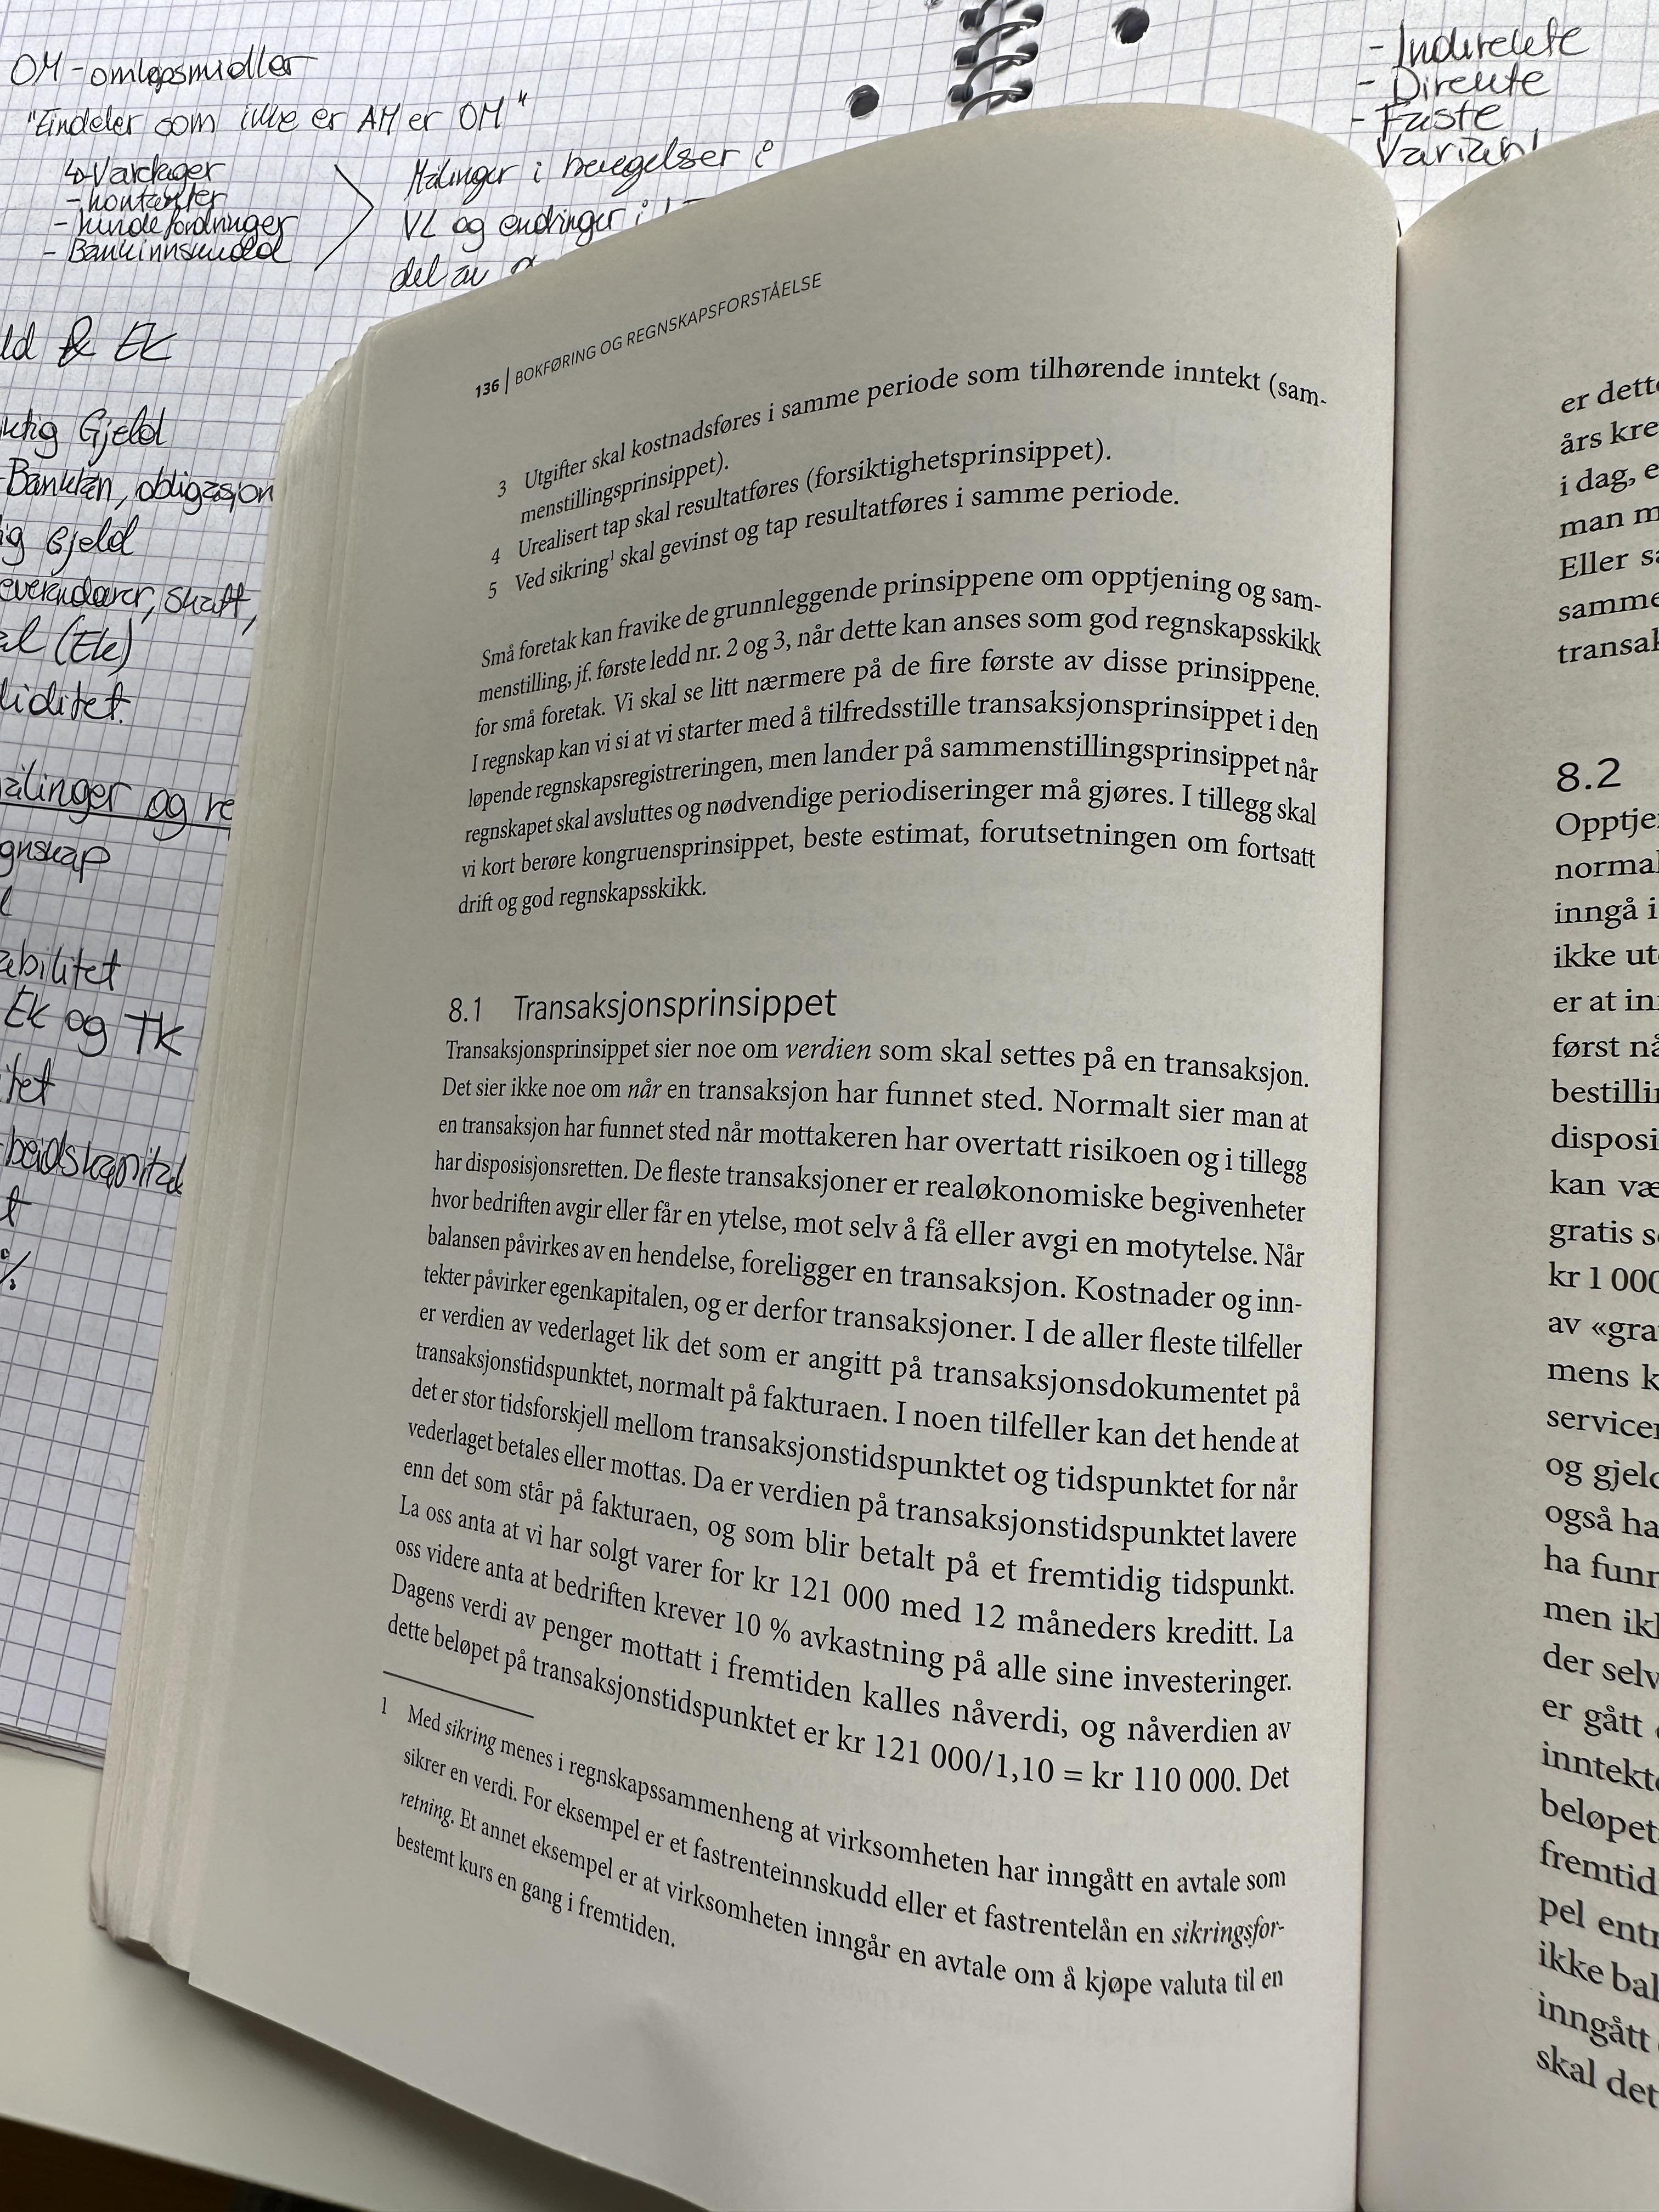 OM - omløpsmidler
"Eindeler som ikke er AM er OM"
↳ Varelager
- kontanter
- kundefordringer
- Bankinnskudd
Målinger i bevegelser i
VL og endringer i
del av
ld & EK
ktig Gjeld
- Banklån, obligasjon
ig Gjeld
everandører, skatt,
al (EK)
liditet.
målinger og re
gnskap
EK og TK
itet
beidskapital
t
%
- Indirekte
- Direkte
- Faste
136 | BOKFØRING OG REGNSKAPSFORSTÅELSE
3 Utgifter skal kostnadsføres i samme periode som tilhørende inntekt (sam-
menstillingsprinsippet).
4 Urealisert tap skal resultatføres (forsiktighetsprinsippet).
5 Ved sikring¹ skal gevinst og tap resultatføres i samme periode.
Små foretak kan fravike de grunnleggende prinsippene om opptjening og sam-
menstilling, jf. første ledd nr. 2 og 3, når dette kan anses som god regnskapsskikk
for små foretak. Vi skal se litt nærmere på de fire første av disse prinsippene.
I regnskap kan vi si at vi starter med å tilfredsstille transaksjonsprinsippet i den
løpende regnskapsregistreringen, men lander på sammenstillingsprinsippet når
regnskapet skal avsluttes og nødvendige periodiseringer må gjøres. I tillegg skal
vi kort berøre kongruensprinsippet, beste estimat, forutsetningen om fortsatt
drift og god regnskapsskikk.
8.1 Transaksjonsprinsippet
Transaksjonsprinsippet sier noe om verdien som skal settes på en transaksjon.
Det sier ikke noe om når en transaksjon har funnet sted. Normalt sier man at
en transaksjon har funnet sted når mottakeren har overtatt risikoen og i tillegg
har disposisjonsretten. De fleste transaksjoner er realøkonomiske begivenheter
hvor bedriften avgir eller får en ytelse, mot selv å få eller avgi en motytelse. Når
balansen påvirkes av en hendelse, foreligger en transaksjon. Kostnader og inn-
tekter påvirker egenkapitalen, og er derfor transaksjoner. I de aller fleste tilfeller
er verdien av vederlaget lik det som er angitt på transaksjonsdokumentet på
transaksjonstidspunktet, normalt på fakturaen. I noen tilfeller kan det hende at
det er stor tidsforskjell mellom transaksjonstidspunktet og tidspunktet for når
vederlaget betales eller mottas. Da er verdien på transaksjonstidspunktet lavere
enn det som står på fakturaen, og som blir betalt på et fremtidig tidspunkt.
La oss anta at vi har solgt varer for kr 121 000 med 12 måneders kreditt. La
oss videre anta at bedriften krever 10 % avkastning på alle sine investeringer.
Dagens verdi av penger mottatt i fremtiden kalles nåverdi, og nåverdien av
dette beløpet på transaksjonstidspunktet er kr 121 000/1,10 = kr 110 000. Det
1 Med sikring menes i regnskapssammenheng at virksomheten har inngått en avtale som
sikrer en verdi. For eksempel er et fastrenteinnskudd eller et fastrentelån en sikringsfor-
retning. Et annet eksempel er at virksomheten inngår en avtale om å kjøpe valuta til en
bestemt kurs en gang i fremtiden.
er dette
års kre
i dag, e
man m
Eller sa
samme
transak
8.2
Opptje
normal
inngå i
ikke ut
er at in
først nå
bestilli
disposi
kan væ
gratis s
kr 1 000
av «gra
mens k
service
og gjel
også ha
ha fun
men ik
der selv
er gått
inntekt
beløpet
fremtid
pel ent
ikke bal
inngått
skal det